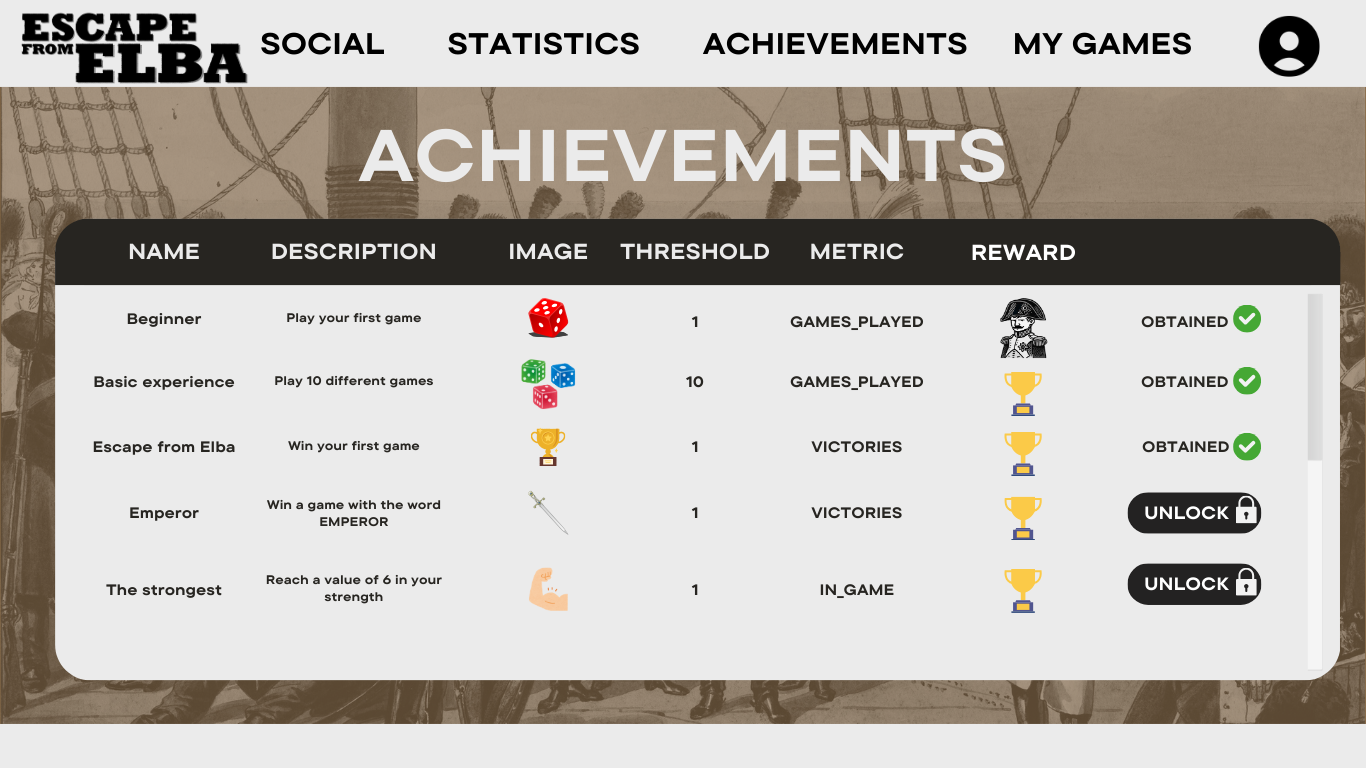 ESCAPE
FROM ELBA
SOCIAL STATISTICS ACHIEVEMENTS MY GAMES
ACHIEVEMENTS
NAME DESCRIPTION IMAGE THRESHOLD METRIC REWARD
Beginner Play your first game 1 GAMES_PLAYED OBTAINED
Basic experience Play 10 different games 10 GAMES_PLAYED OBTAINED
Escape from Elba Win your first game 1 VICTORIES OBTAINED
Emperor Win a game with the word
EMPEROR 1 VICTORIES UNLOCK
The strongest Reach a value of 6 in your
strength 1 IN_GAME UNLOCK